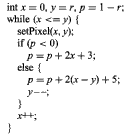 int x = 0, y = r, p = 1 − r;
while (x <= y) {
setPixel(x, y);
if (p < 0)
p = p + 2x + 3;
else {
p = p + 2(x − y) + 5;
y−−;
}
x++;
}